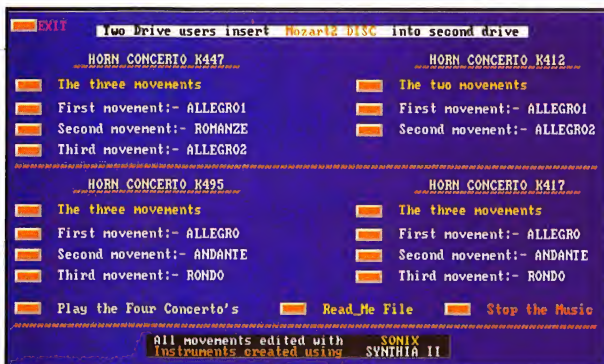 EXIT
Two Drive users insert Mozart2 DISC into second drive
HORN CONCERTO K447
The three movements
First movement:- ALLEGRO1
Second movement:- ROMANZE
Third movement:- ALLEGRO2
HORN CONCERTO K412
The two movements
First movement:- ALLEGRO1
Second movement:- ALLEGRO2
HORN CONCERTO K495
The three movements
First movement:- ALLEGRO
Second movement:- ANDANTE
Third movement:- RONDO
HORN CONCERTO K417
The three movements
First movement:- ALLEGRO
Second movement:- ANDANTE
Third movement:- RONDO
Play the Four Concerto's
Read_Me File
Stop the Music
All movements edited with SONIX
Instruments created using SYNTHIA II